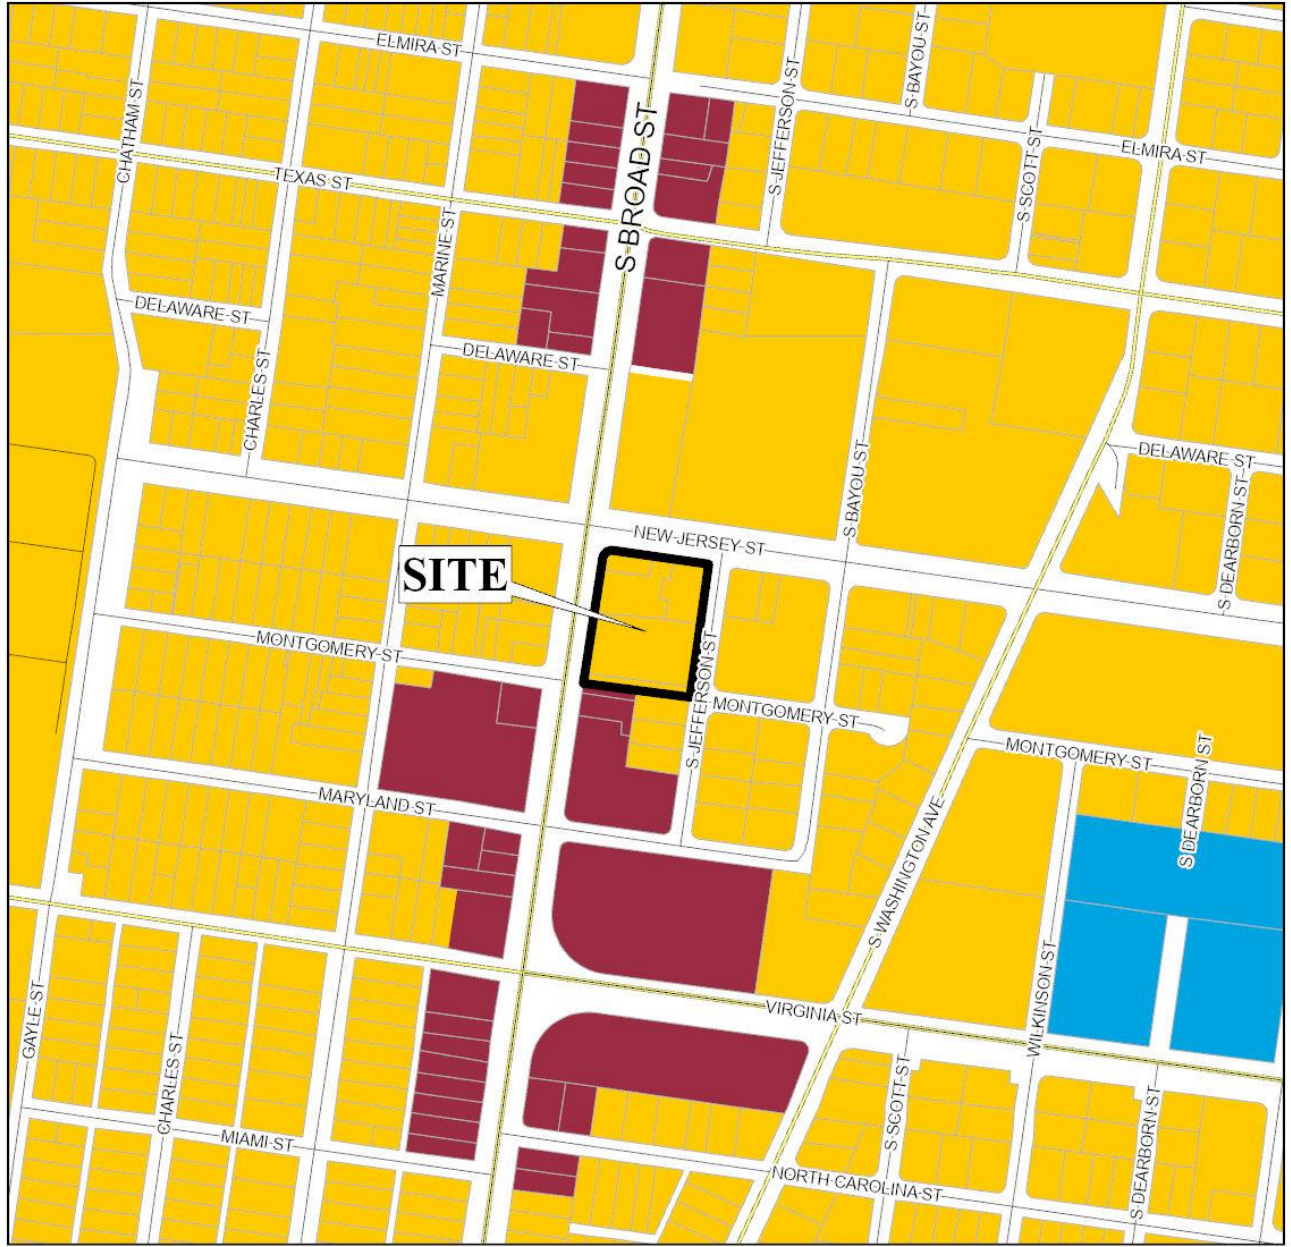 ELMIRA ST
S BAYOU ST
S JEFFERSON ST
CHATHAM ST
S BROAD ST
ELMIRA ST
S SCOTT ST
TEXAS ST
MARINE ST
DELAWARE ST
DELAWARE ST
CHARLES ST
DELAWARE ST
S BAYOU ST
S DEARBORN ST
NEW JERSEY ST
SITE
MONTGOMERY ST
S JEFFERSON ST
MONTGOMERY ST
MONTGOMERY ST
S DEARBORN ST
MARYLAND ST
S WASHINGTON AVE
WILKINSON ST
VIRGINIA ST
GAYLE ST
CHARLES ST
S SCOTT ST
S DEARBORN ST
MIAMI ST
NORTH CAROLINA ST